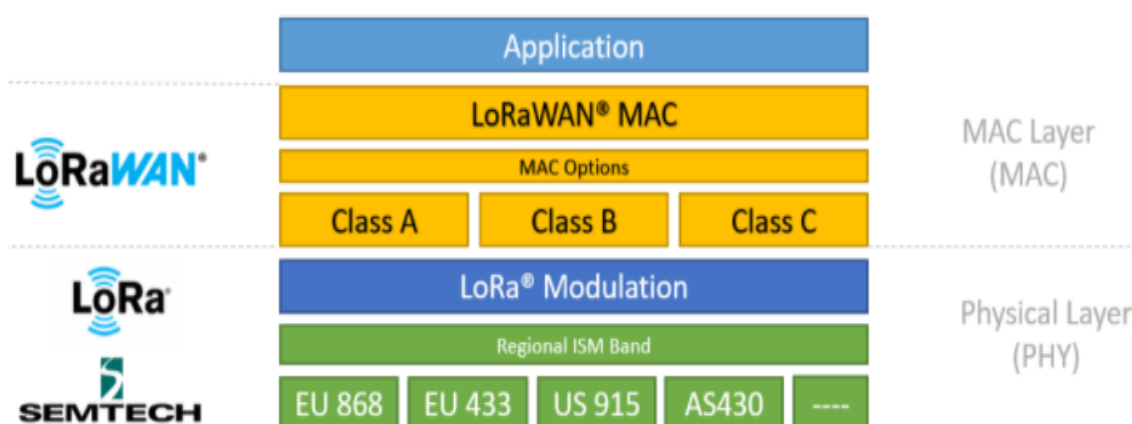 Application
LoRaWAN® MAC
MAC Layer
(MAC)
LoRaWAN®
MAC Options
Class A Class B Class C
LoRa®
LoRa® Modulation
Physical Layer
(PHY)
Regional ISM Band
SEMTECH
EU 868 EU 433 US 915 AS430 ----